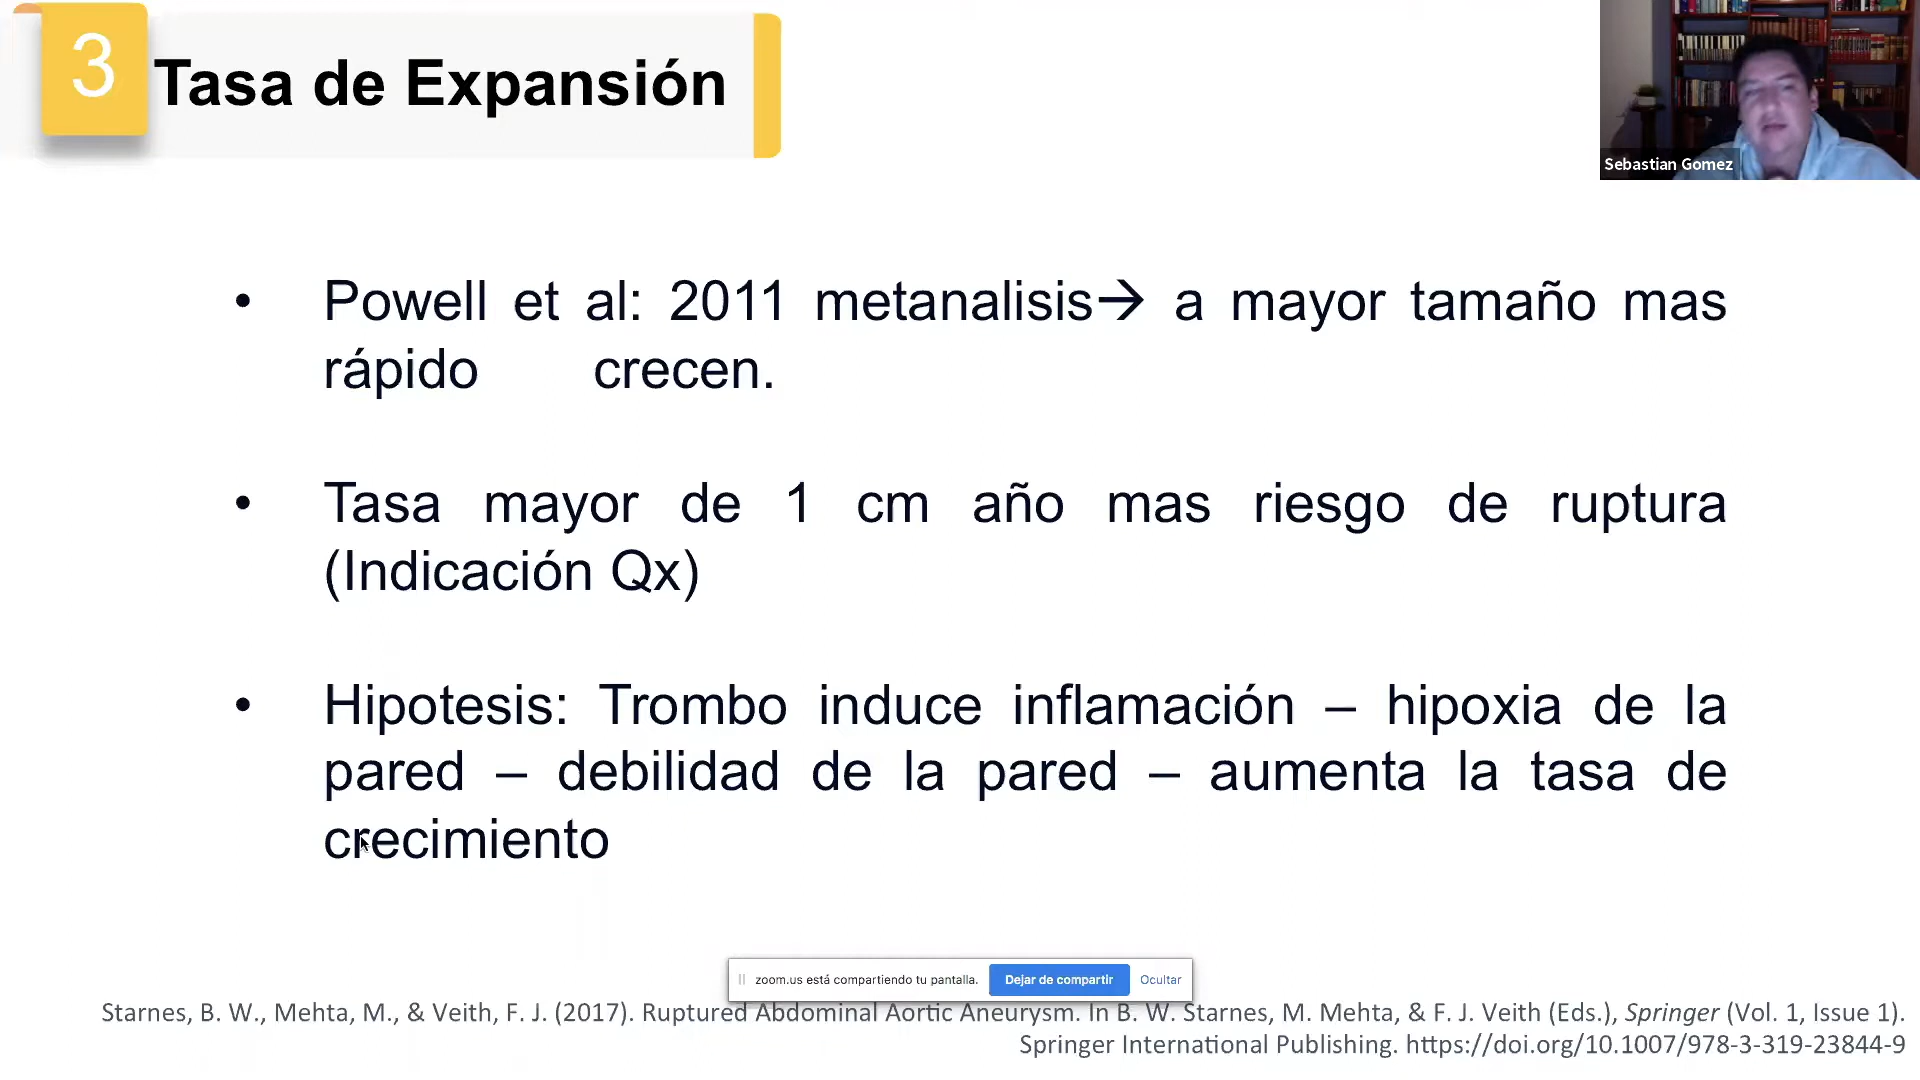 3
Tasa de Expansión
Sebastian Gomez
• Powell et al: 2011 metanalisis→ a mayor tamaño mas
rápido crecen.
• Tasa mayor de 1 cm año mas riesgo de ruptura
(Indicación Qx)
• Hipotesis: Trombo induce inflamación – hipoxia de la
pared – debilidad de la pared – aumenta la tasa de
crecimiento
zoom.us está compartiendo tu pantalla. Dejar de compartir Ocultar
Starnes, B. W., Mehta, M., & Veith, F. J. (2017). Ruptured Abdominal Aortic Aneurysm. In B. W. Starnes, M. Mehta, & F. J. Veith (Eds.), Springer (Vol. 1, Issue 1).
Springer International Publishing. https://doi.org/10.1007/978-3-319-23844-9